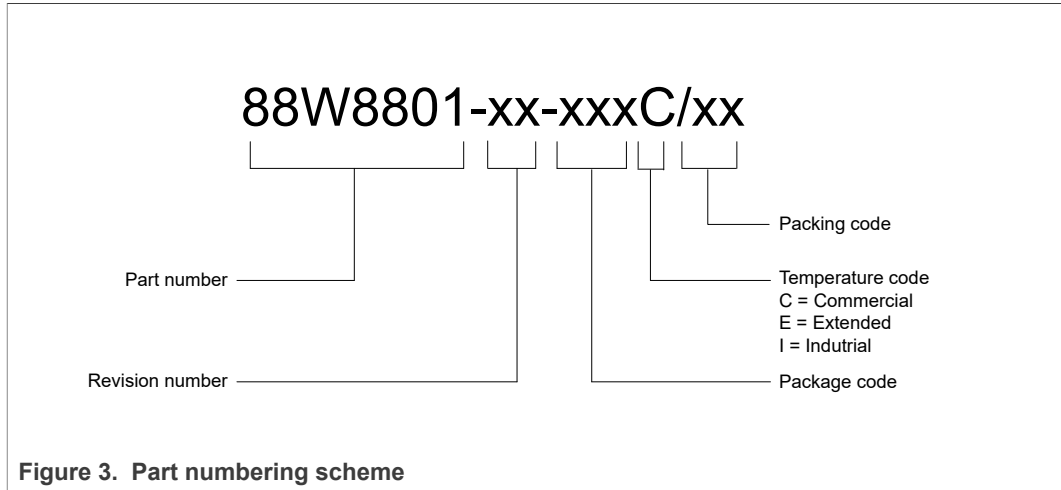 88W8801-xx-xxxC/xx
Packing code
Part number
Temperature code
C = Commercial
E = Extended
I = Indutrial
Revision number
Package code
Figure 3. Part numbering scheme